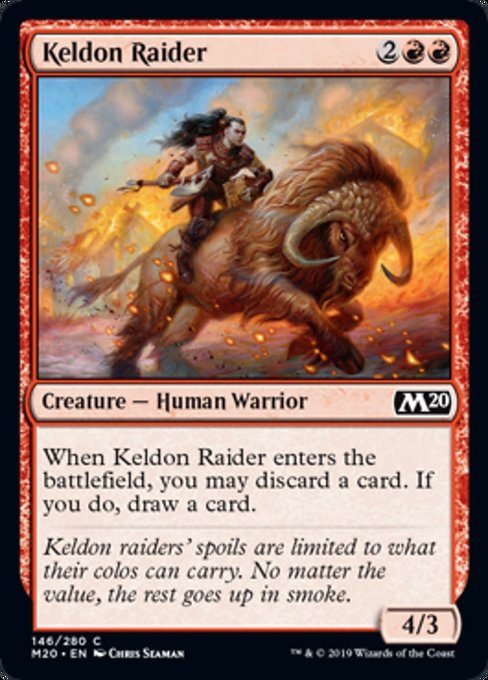 Keldon Raider 2
Creature — Human Warrior M20
When Keldon Raider enters the
battlefield, you may discard a card. If
you do, draw a card.
Keldon raiders' spoils are limited to what
their colos can carry. No matter the
value, the rest goes up in smoke.
4/3
146/280 C
M20 • EN Chris Seaman ™ & © 2019 Wizards of the Coast